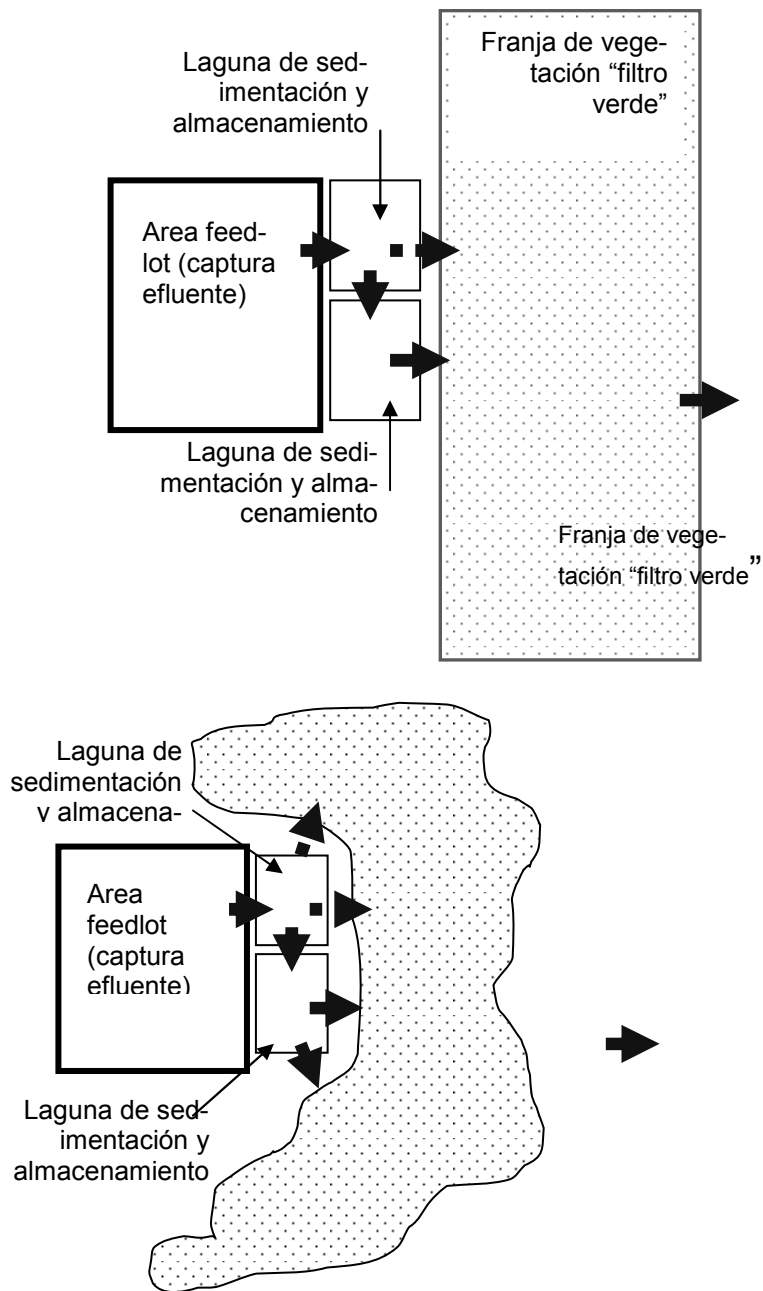 Laguna de sed-
imentación y
almacenamiento
Franja de vege-
tación “filtro
verde”
Area feed-
lot (captura
efluente)
Laguna de sedi-
mentación y alma-
cenamiento
Franja de vege-
tación “filtro verde”
Laguna de
sedimentación
y almacena-
Area
feedlot
(captura
efluente)
Laguna de sed-
imentación y
almacenamiento